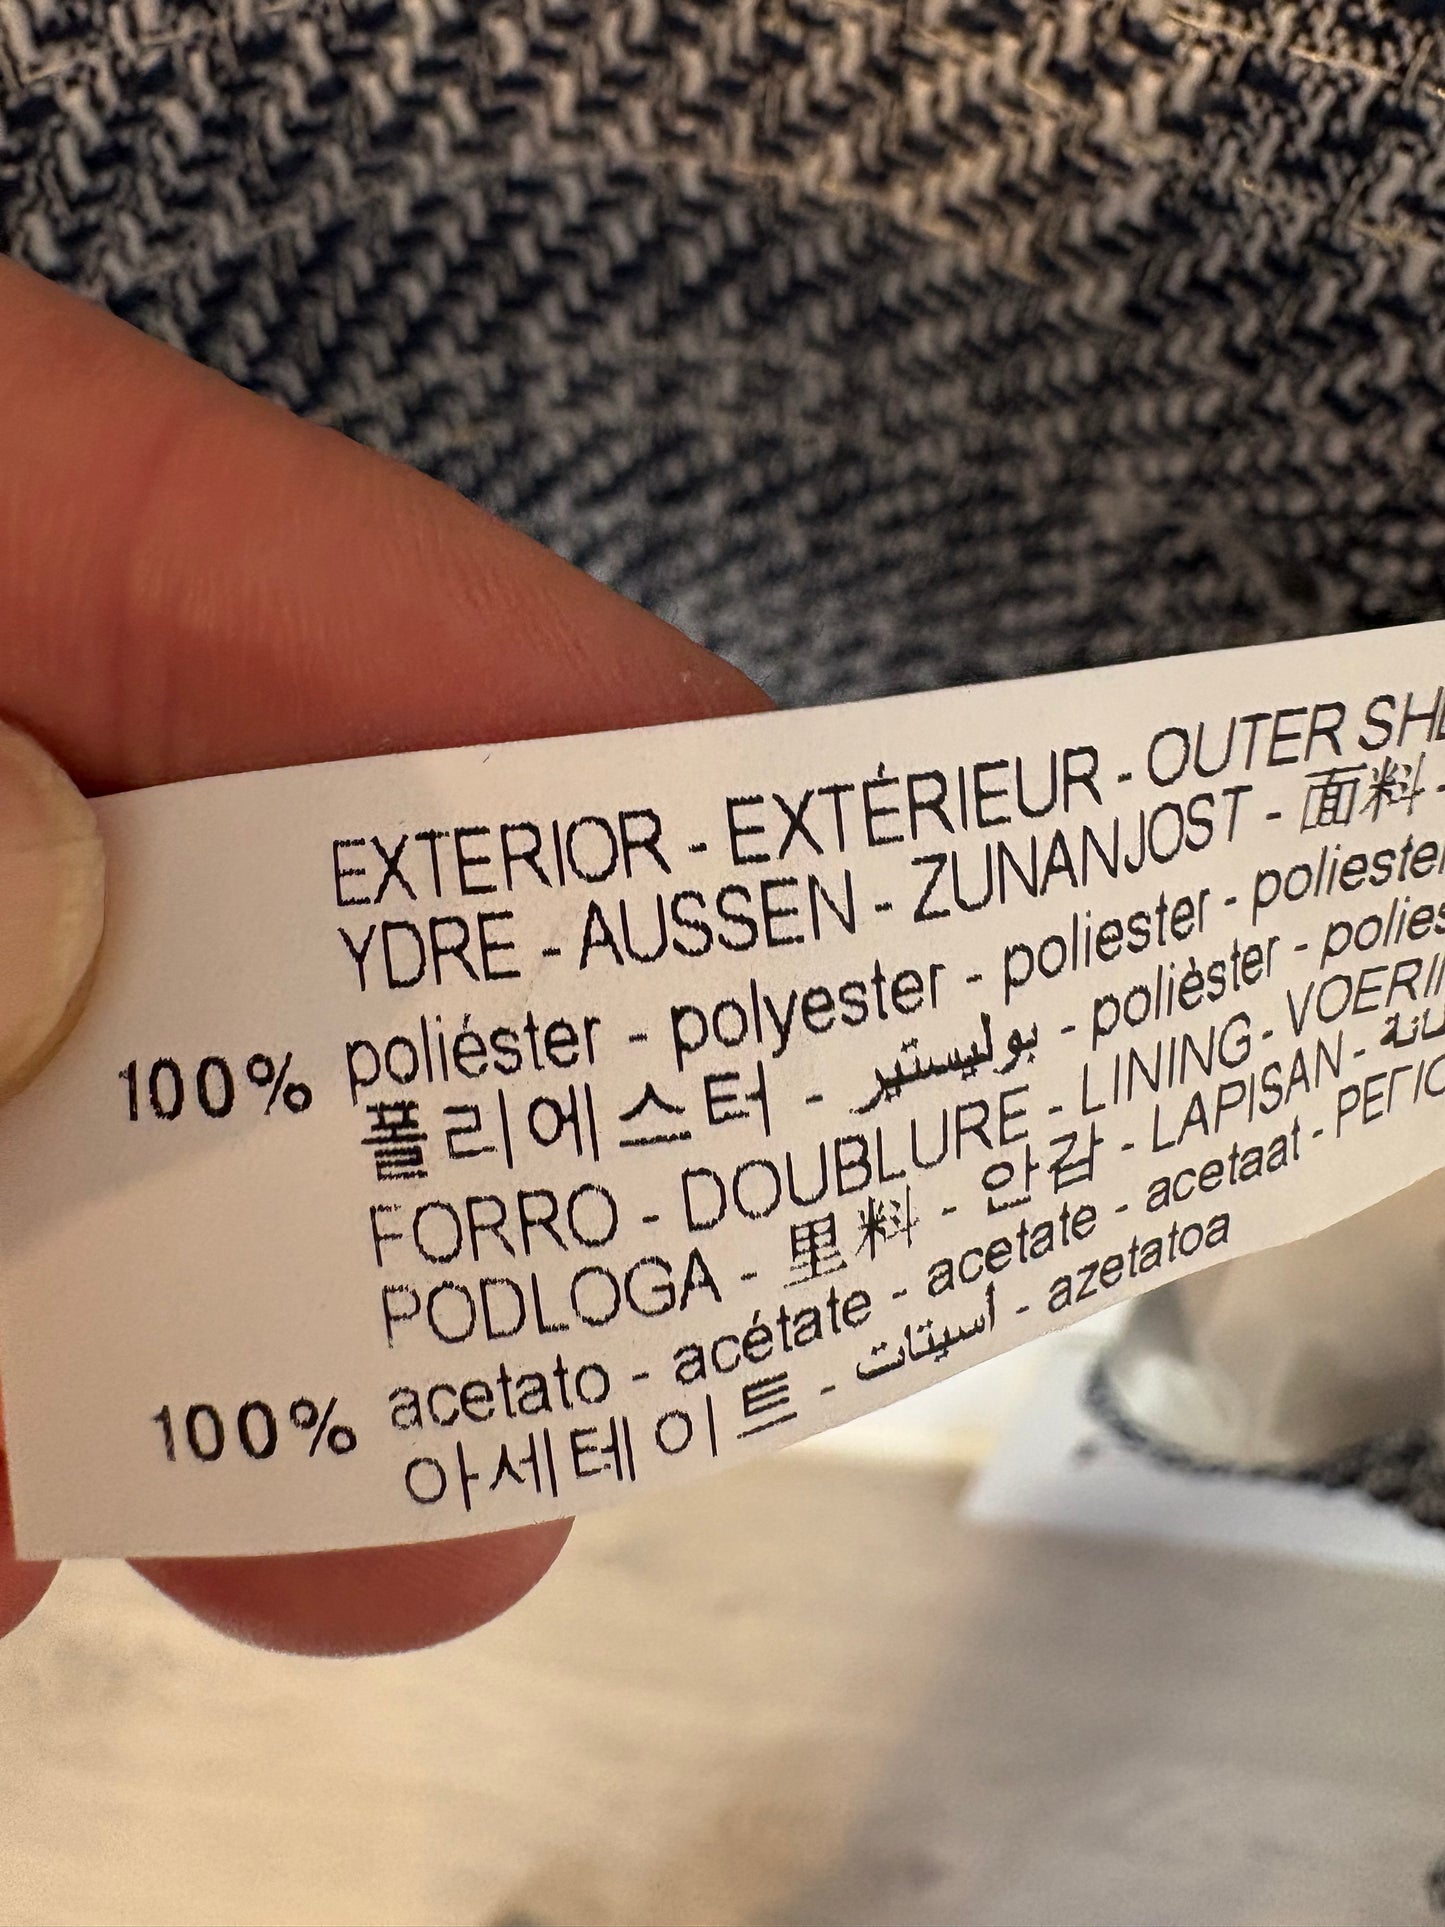 EXTERIOR - EXTÉRIEUR - OUTER
YDRE - AUSSEN - ZUNANJOST - 面料 -
100% poliéster - polyester - poliester - poliester
폴리에스터 - بوليستير - polièster -
FORRO - DOUBLURE - LINING -
PODLOGA - 里料 - 안감 - LAPISAN -
100% acetato - acétate - acetate - acetaat -
아세테이트 - أسيتات - azetatoa